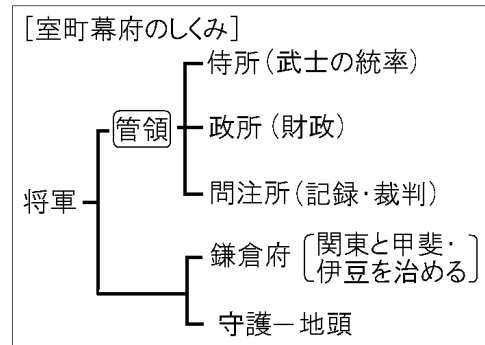 [室町幕府のしくみ]
侍所(武士の統率)
管領
政所(財政)
問注所(記録・裁判)
将軍
鎌倉府
関東と甲斐・
伊豆を治める
守護ー地頭